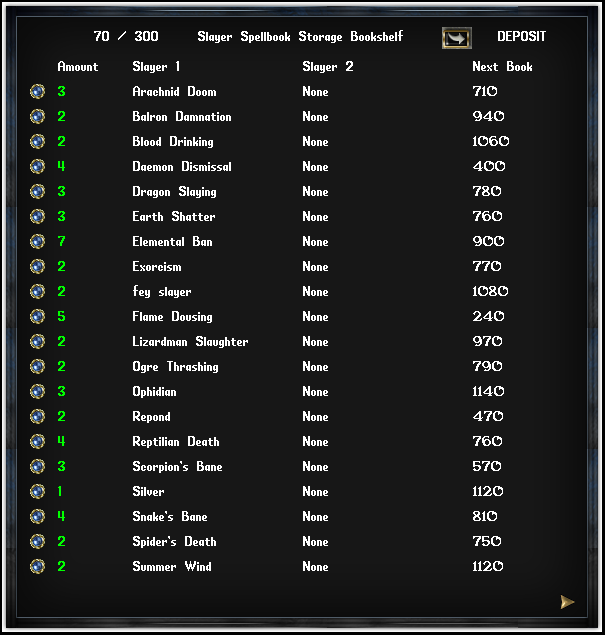 70 / 300 Slayer Spellbook Storage Bookshelf DEPOSIT
Amount Slayer 1 Slayer 2 Next Book
3 Arachnid Doom None 710
2 Balron Damnation None 940
2 Blood Drinking None 1060
4 Daemon Dismissal None 400
3 Dragon Slaying None 780
3 Earth Shatter None 760
7 Elemental Ban None 900
2 Exorcism None 770
2 fey slayer None 1080
5 Flame Dousing None 240
2 Lizardman Slaughter None 970
2 Ogre Thrashing None 790
3 Ophidian None 1140
2 Repond None 470
4 Reptilian Death None 760
3 Scorpion's Bane None 570
1 Silver None 1120
4 Snake's Bane None 810
2 Spider's Death None 750
2 Summer Wind None 1120